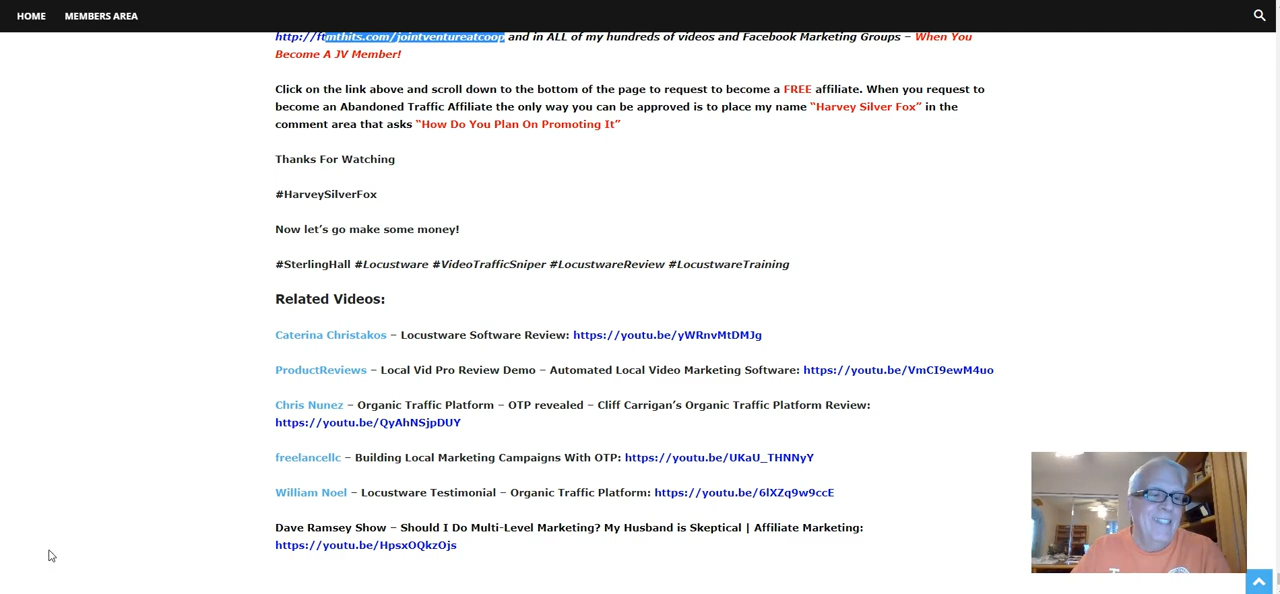 HOME MEMBERS AREA
http://ftmthits.com/jointventureatcoop and in ALL of my hundreds of videos and Facebook Marketing Groups – When You
Become A JV Member!
Click on the link above and scroll down to the bottom of the page to request to become a FREE affiliate. When you request to
become an Abandoned Traffic Affiliate the only way you can be approved is to place my name “Harvey Silver Fox” in the
comment area that asks “How Do You Plan On Promoting It”
Thanks For Watching
#HarveySilverFox
Now let’s go make some money!
#SterlingHall #Locustware #VideoTrafficSniper #LocustwareReview #LocustwareTraining
Related Videos:
Caterina Christakos – Locustware Software Review: https://youtu.be/yWRnvMtDMJg
ProductReviews – Local Vid Pro Review Demo – Automated Local Video Marketing Software: https://youtu.be/VmCI9ewM4uo
Chris Nunez – Organic Traffic Platform – OTP revealed – Cliff Carrigan’s Organic Traffic Platform Review:
https://youtu.be/QyAhNSjpDUY
freelancellc – Building Local Marketing Campaigns With OTP: https://youtu.be/UKaU_THNNyY
William Noel – Locustware Testimonial – Organic Traffic Platform: https://youtu.be/6lXZq9w9ccE
Dave Ramsey Show – Should I Do Multi-Level Marketing? My Husband is Skeptical | Affiliate Marketing:
https://youtu.be/HpsxOQkzOjs